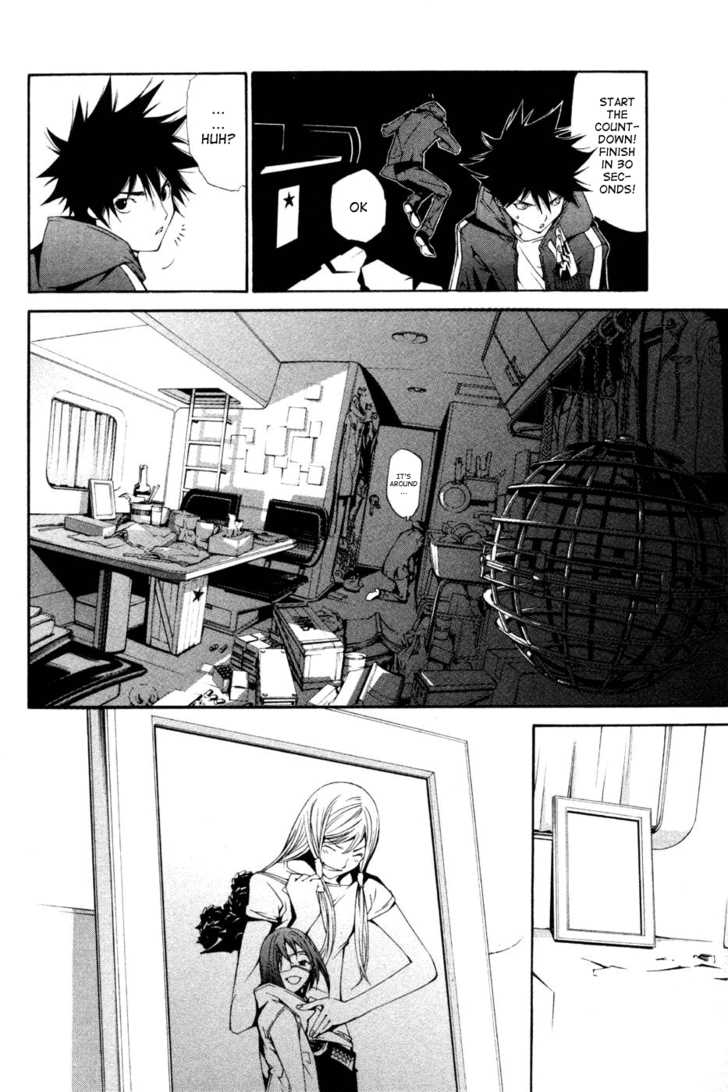 START
THE
COUNT-
DOWN!
FINISH
IN 30
SEC-
ONDS!
OK
...
...
HUH?
IT'S
AROUND
...